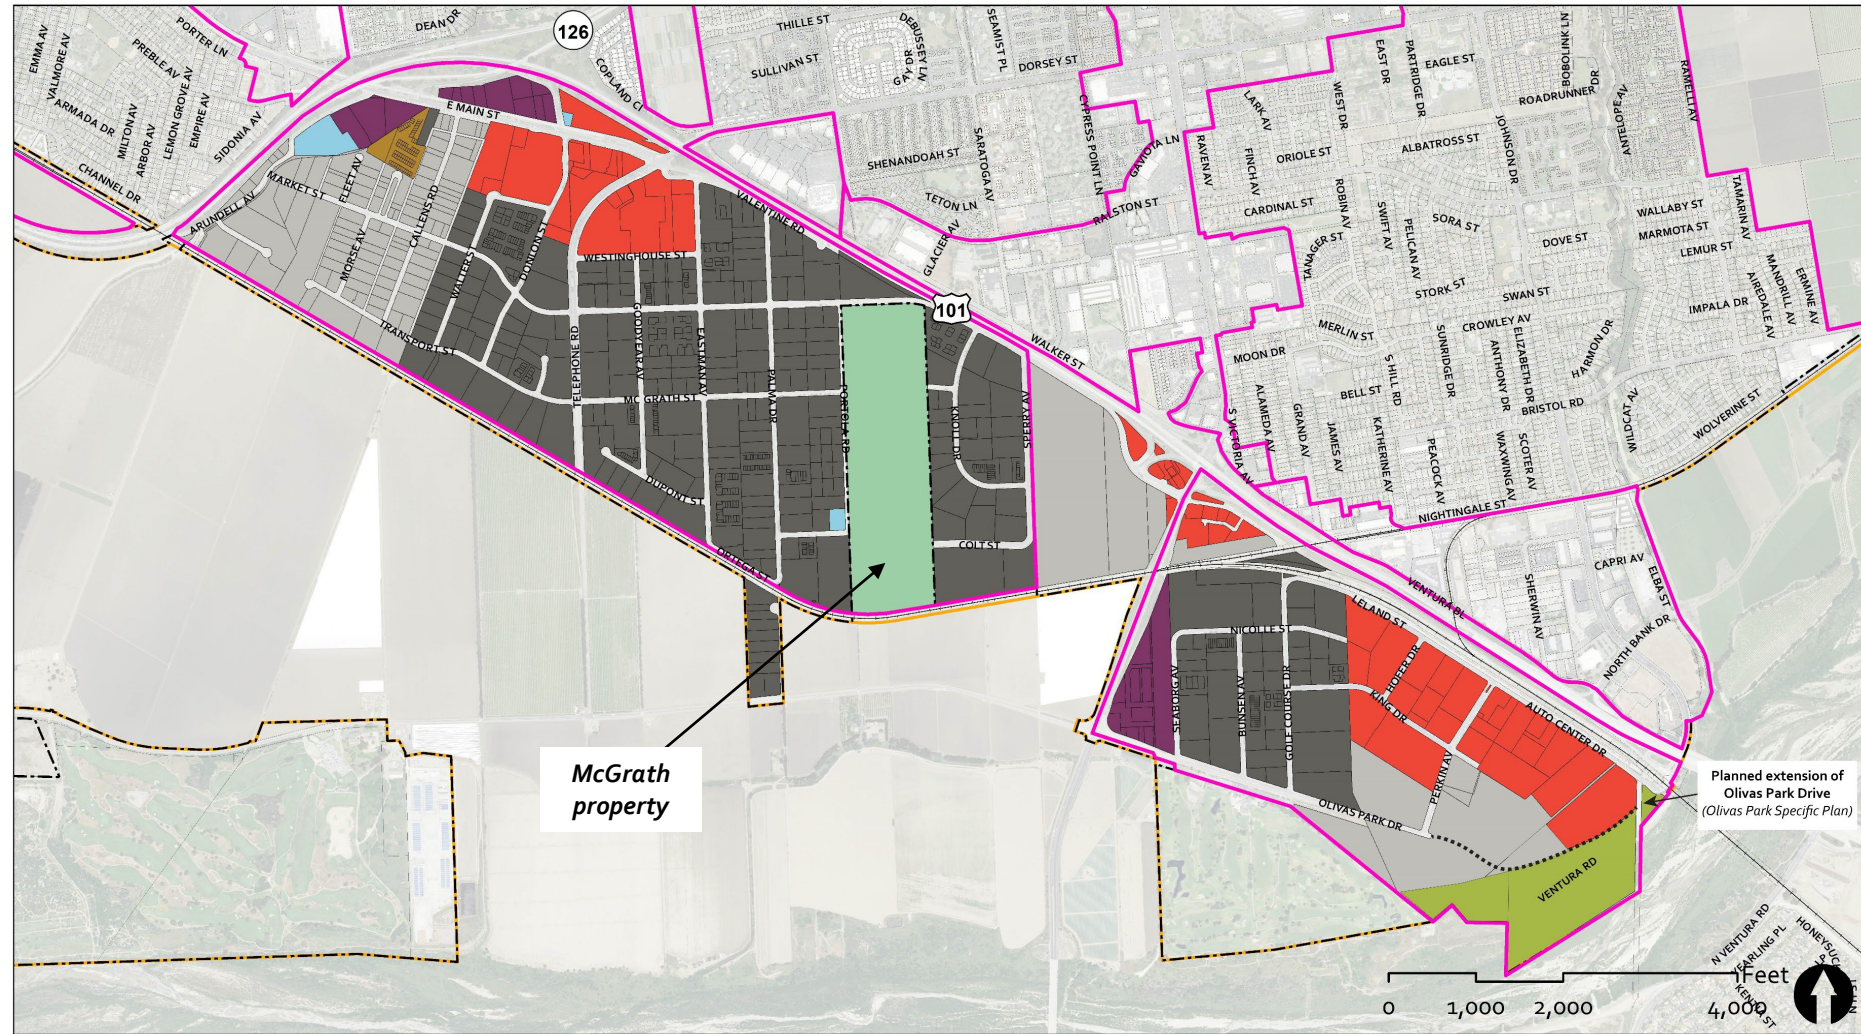 EMMA AV
VALMORE AV
PORTER LN
PREBLE AV
ARMADA DR
MILTON AV
ARBOR AV
LEMON GROVE AV
EMPIRE AV
SIDONIA AV
CHANNEL DR
DEAN DR
126
COPLAND CI
THILLE ST
SULLIVAN ST
DEBUSSEY LN
GAY DR
SEAMIST PL
DORSEY ST
CYPRESS POINT LN
GAVIOTA LN
SHENANDOAH ST
SARATOGA AV
TETON LN
GLACIER AV
RALSTON ST
RAVEN AV
LARK AV
FINCH AV
WEST DR
EAST DR
PARTRIDGE DR
EAGLE ST
BOBOLINK LN
ROADRUNNER DR
ANTELOPE AV
RAMELLI AV
ORIOLE ST
ALBATROSS ST
JOHNSON DR
CARDINAL ST
ROBIN AV
SWIFT AV
PELICAN AV
SORA ST
TANAGER ST
DOVE ST
WALLABY ST
MARMOTA ST
LEMUR ST
TAMARIN AV
MANDRILL AV
AIREDALE AV
ERMINE AV
IMPALA DR
STORK ST
SWAN ST
MERLIN ST
CROWLEY AV
SUNRIDGE DR
ANTHONY DR
ELIZABETH DR
HARMON DR
MOON DR
S HILL RD
BELL ST
BRISTOL RD
WILDCAT AV
WOLVERINE ST
S VICTORIA AV
ALAMEDA AV
GRAND AV
JAMES AV
KATHERINE AV
PEACOCK AV
WAXWING AV
SCOTER AV
NIGHTINGALE ST
E MAIN ST
ARUNDELL AV
MARKET ST
FLEET AV
MORSE AV
CALLENS RD
WALTER ST
DONLON ST
TRANSPORT ST
VALENTINE RD
WESTINGHOUSE ST
TELEPHONE RD
GOODYEAR AV
EASTMAN AV
PALMA DR
PORTOLA RD
MC GRATH ST
DUPONT ST
ORTEGA ST
101
WALKER ST
KNOLL DR
SPERRY AV
COLT ST
VENTURA BL
CAPRI AV
SHERWIN AV
ELBA ST
NORTH BANK DR
LELAND ST
NICOLLE ST
SEABORG AV
BUNSEN AV
GOLF COURSE DR
HOFER DR
KING DR
PERKIN AV
AUTO CENTER DR
OLIVAS PARK DR
VENTURA RD
McGrath
property
Planned extension of
Olivas Park Drive
(Olivas Park Specific Plan)
N VENTURA RD
YEARLING PL
Feet
0
1,000
2,000
4,000